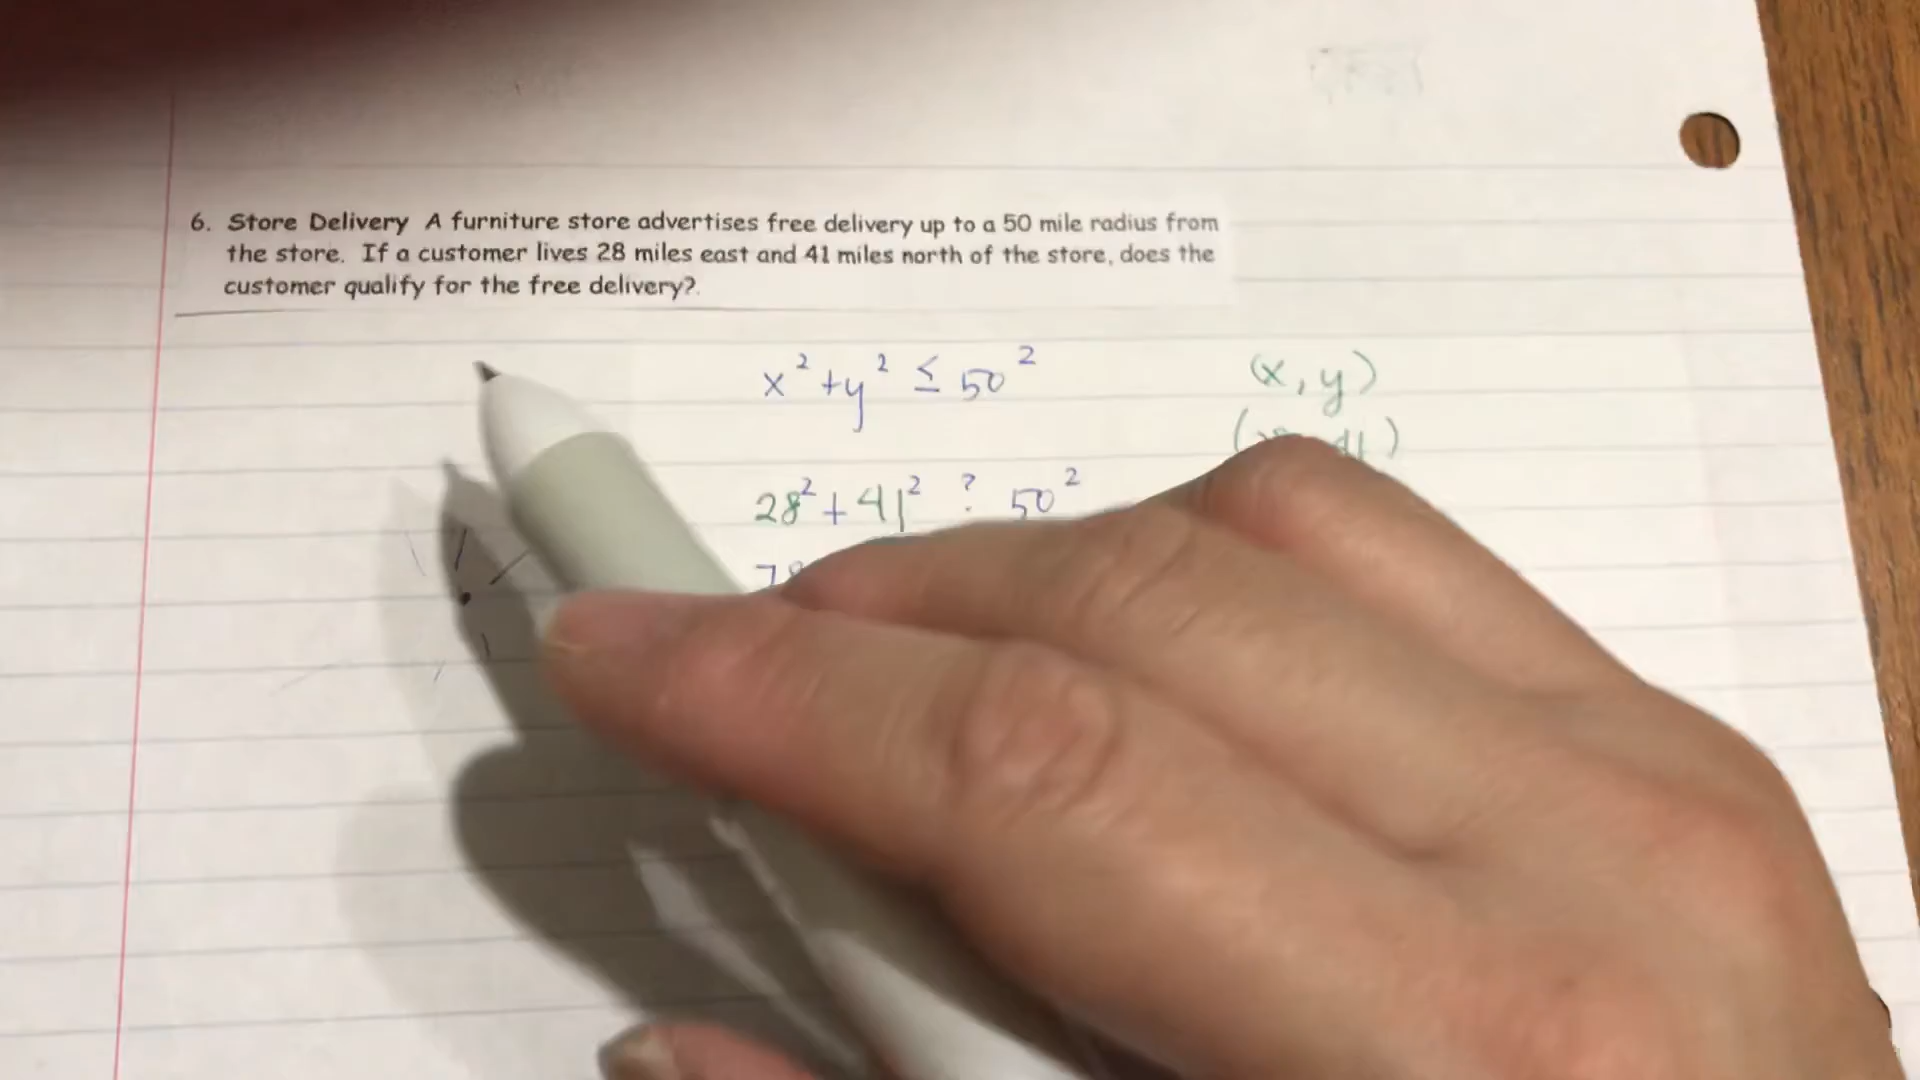 6. Store Delivery A furniture store advertises free delivery up to a 50 mile radius from
the store. If a customer lives 28 miles east and 41 miles north of the store, does the
customer qualify for the free delivery?.
x² + y² ≤ 50²
(x, y)
28² + 41² ? 50²